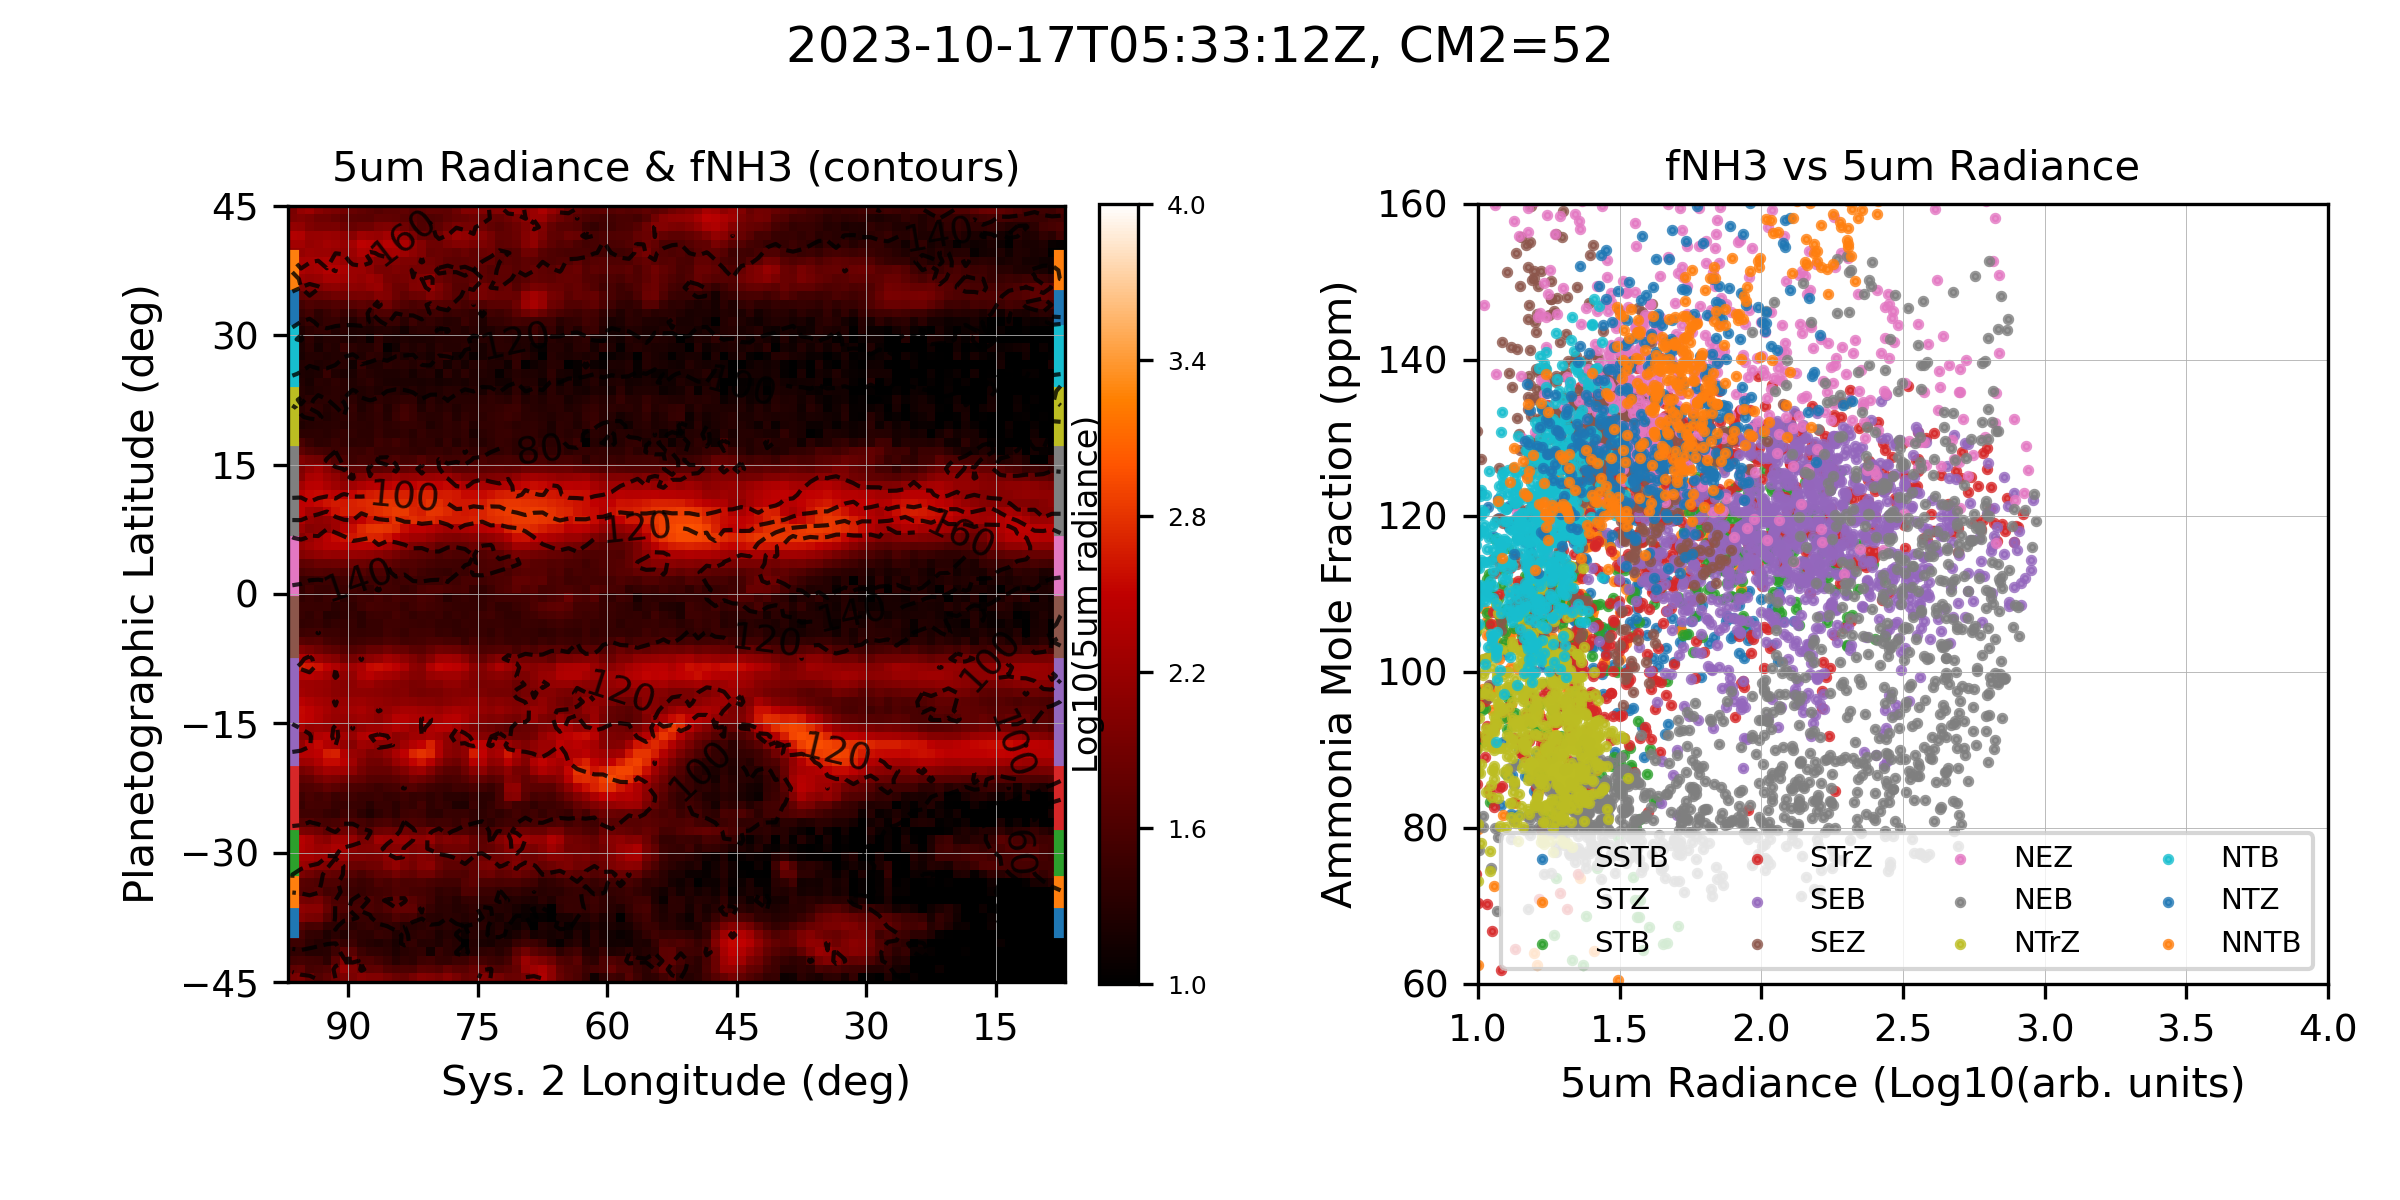 2023-10-17T05:33:12Z, CM2=52
5um Radiance & fNH3 (contours)
Planetographic Latitude (deg)
45
30
15
0
−15
−30
−45
160
140
120
80
100
120
160
140
140
120
100
120
100
120
100
60
90
75
60
45
30
15
Sys. 2 Longitude (deg)
Log10(5um radiance)
4.0
3.4
2.8
2.2
1.6
1.0
fNH3 vs 5um Radiance
Ammonia Mole Fraction (ppm)
160
140
120
100
80
60
SSTB
STZ
STB
STrZ
SEB
SEZ
NEZ
NEB
NTrZ
NTB
NTZ
NNTB
1.0
1.5
2.0
2.5
3.0
3.5
4.0
5um Radiance (Log10(arb. units)